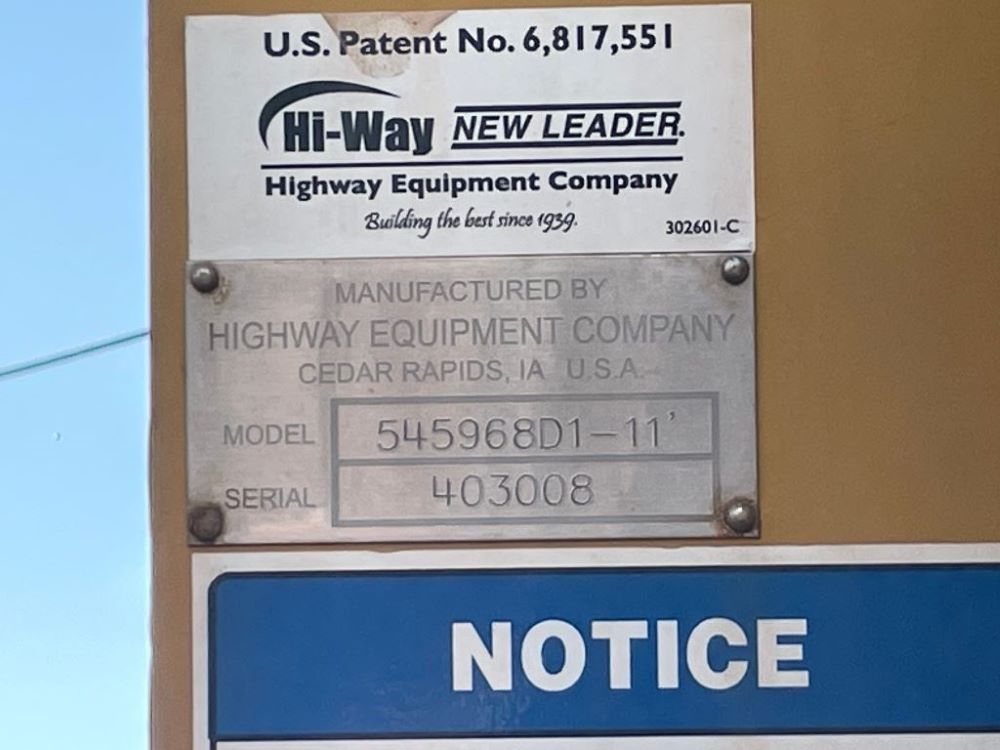 U.S. Patent No. 6,817,551
Hi-Way NEW LEADER.
Highway Equipment Company
Building the best since 1939.
302601-C
MANUFACTURED BY
HIGHWAY EQUIPMENT COMPANY
CEDAR RAPIDS, IA U.S.A.
MODEL 545968D1-11'
SERIAL 403008
NOTICE